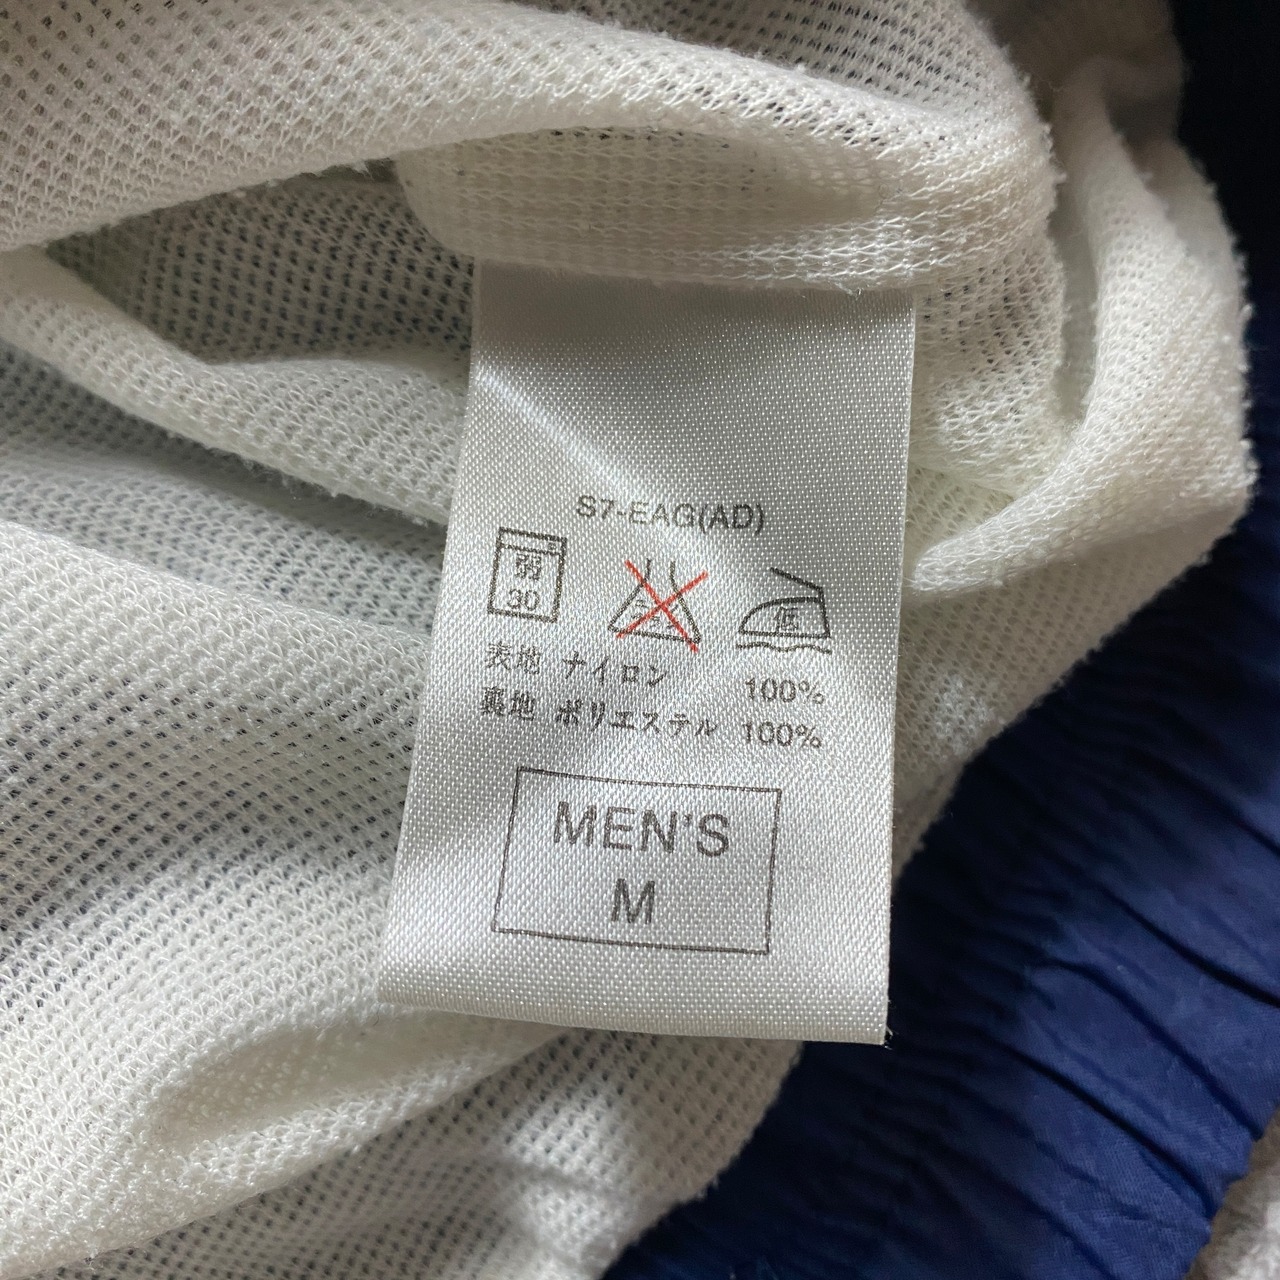 S7-EAG(AD)
弱
30
低
表地 ナイロン 100%
裏地 ポリエステル 100%
MEN'S
M